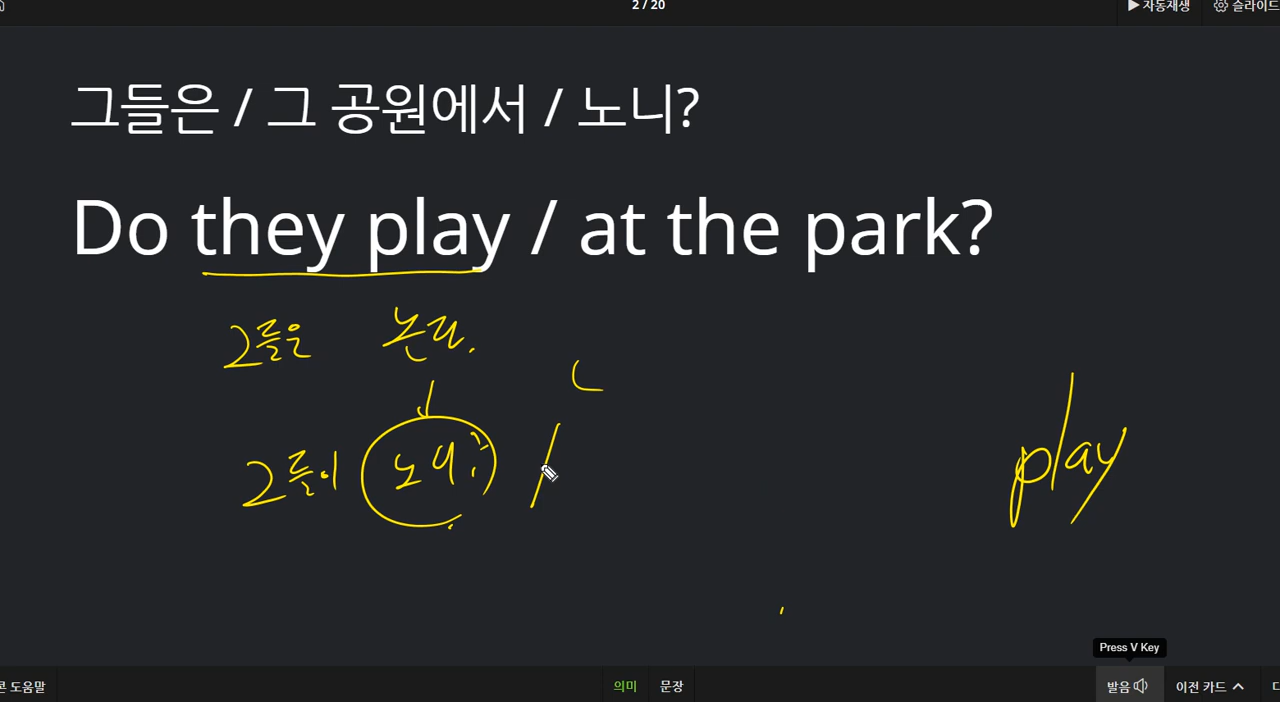 2 / 20
▶ 자동재생
슬라이드
그들은 / 그 공원에서 / 노니?
Do they play / at the park?
그들은 논다.
그들이
play
Press V Key
도움말
의미
문장
발음
이전 카드